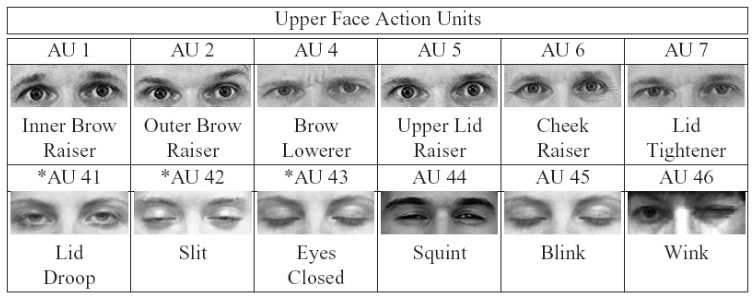 Upper Face Action Units
AU 1 AU 2 AU 4 AU 5 AU 6 AU 7
Inner Brow Outer Brow Brow Upper Lid Cheek Lid
Raiser Raiser Lowerer Raiser Raiser Tightener
*AU 41 *AU 42 *AU 43 AU 44 AU 45 AU 46
Lid Slit Eyes Squint Blink Wink
Droop Closed